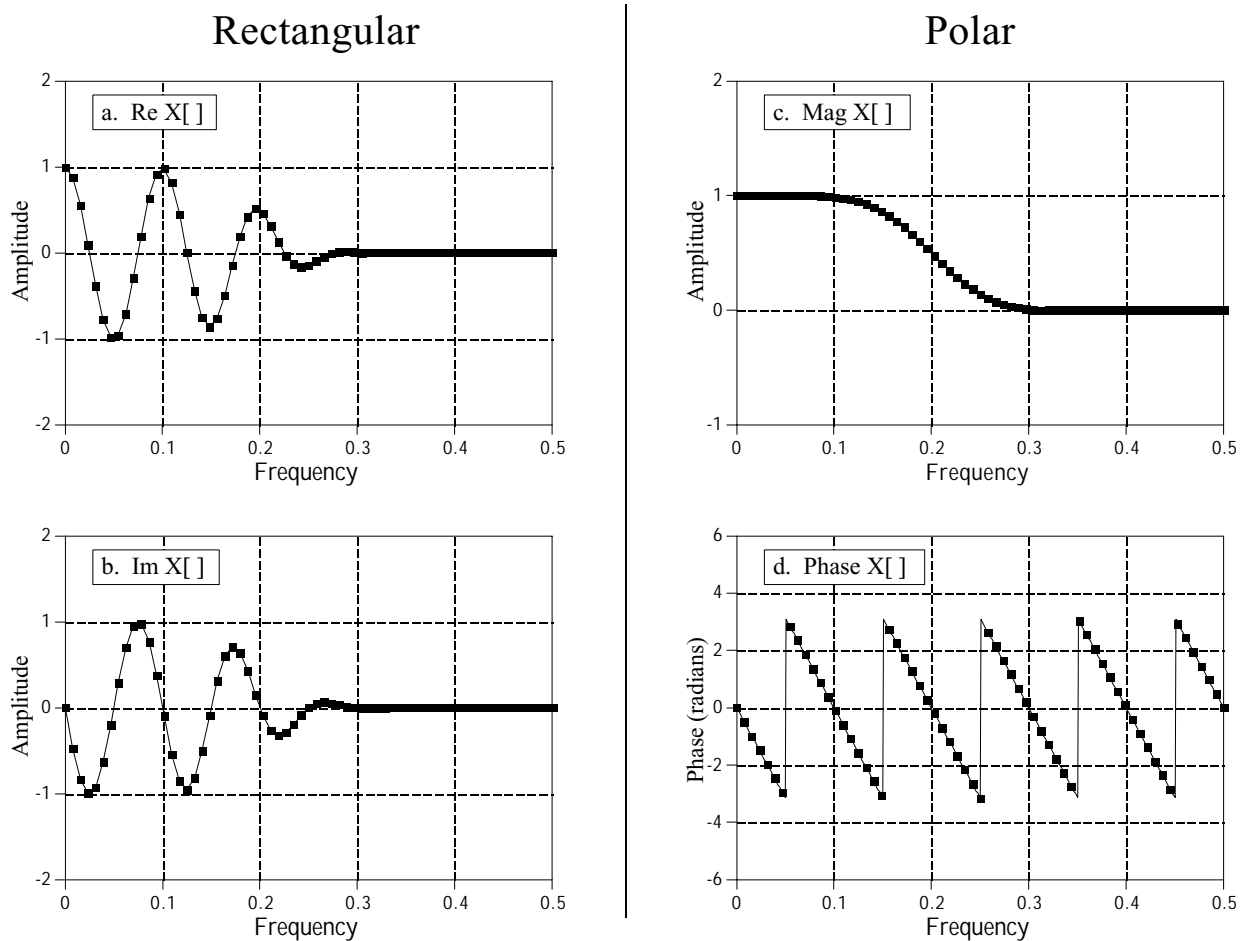 Rectangular
Polar
a. Re X[ ]
2
1
0
-1
-2
Amplitude
0 0.1 0.2 0.3 0.4 0.5
Frequency
c. Mag X[ ]
2
1
0
-1
Amplitude
0 0.1 0.2 0.3 0.4 0.5
Frequency
b. Im X[ ]
2
1
0
-1
-2
Amplitude
0 0.1 0.2 0.3 0.4 0.5
Frequency
d. Phase X[ ]
6
4
2
0
-2
-4
-6
Phase (radians)
0 0.1 0.2 0.3 0.4 0.5
Frequency